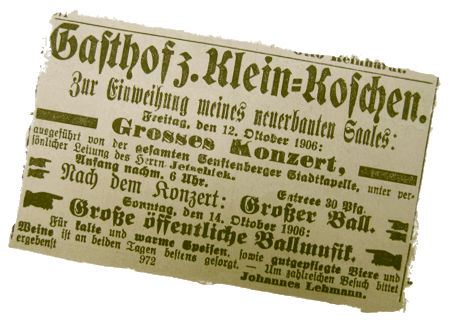 Otto Reinhardt.
Gasthof z. Klein-Koschen.
Zur Einweihung meines neuerbauten Saales:
Freitag, den 12. Oktober 1906:
Grosses Konzert,
ausgeführt von der gesamten Senftenberger Stadtkapelle, unter per-
sönlicher Leitung des Herrn Jetschick.
Anfang nachm. 6 Uhr. Entree 30 Pfg.
Nach dem Konzert: Großer Ball.
Sonntag, den 14. Oktober 1906:
Große öffentliche Ballmusik.
Für kalte und warme Speisen, sowie gutgepflegte Biere und
Weine ist an beiden Tagen bestens gesorgt. — Um zahlreichen Besuch bittet
ergebenst 972 Johannes Lehmann.